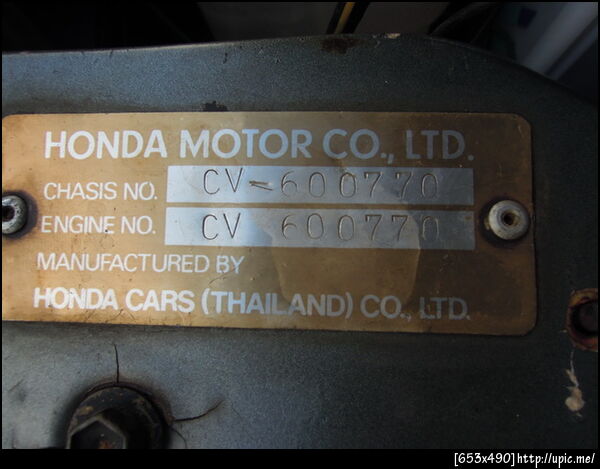 HONDA MOTOR CO., LTD.
CHASIS NO. CV-600770
ENGINE NO. CV 600770
MANUFACTURED BY
HONDA CARS (THAILAND) CO., LTD.
[653x490]http://upic.me/